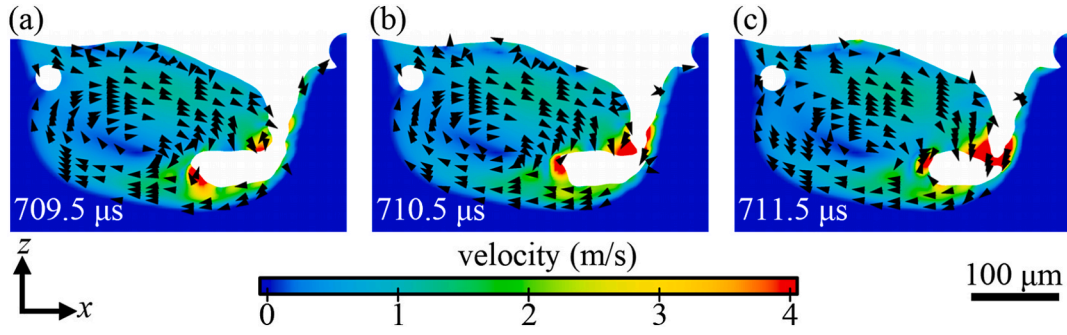 (a) (b) (c)
709.5 μs 710.5 μs 711.5 μs
z
x
velocity (m/s)
0 1 2 3 4
100 μm